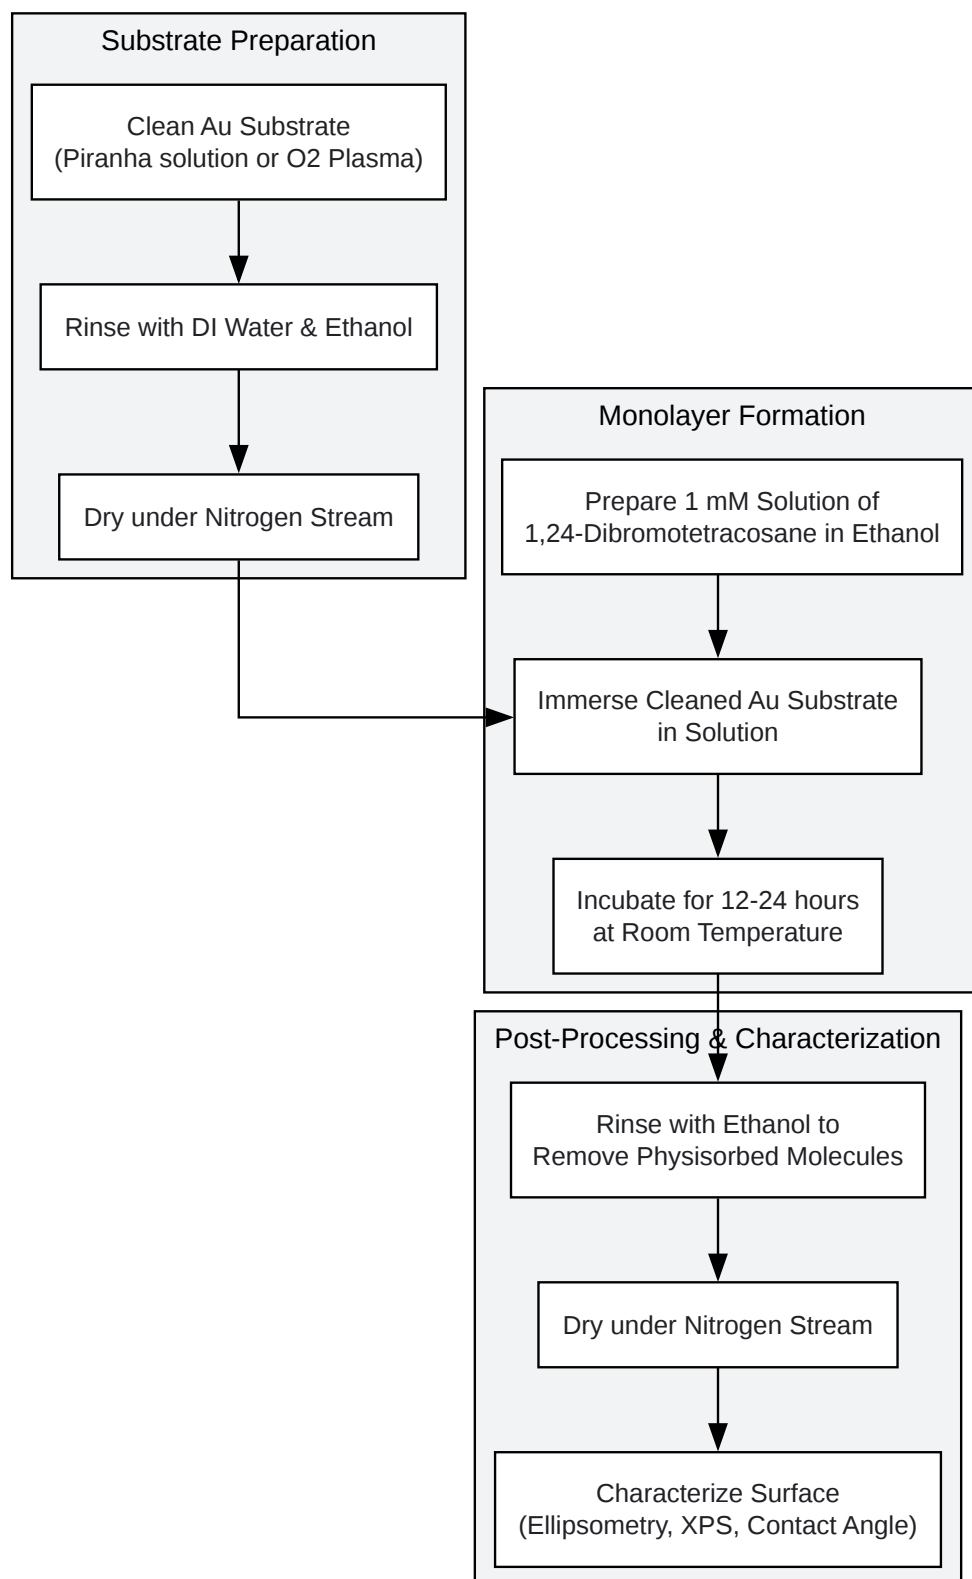 Substrate Preparation
Clean Au Substrate
(Piranha solution or O2 Plasma)
Rinse with DI Water & Ethanol
Dry under Nitrogen Stream
Monolayer Formation
Prepare 1 mM Solution of
1,24-Dibromotetracosane in Ethanol
Immerse Cleaned Au Substrate
in Solution
Incubate for 12-24 hours
at Room Temperature
Post-Processing & Characterization
Rinse with Ethanol to
Remove Physisorbed Molecules
Dry under Nitrogen Stream
Characterize Surface
(Ellipsometry, XPS, Contact Angle)